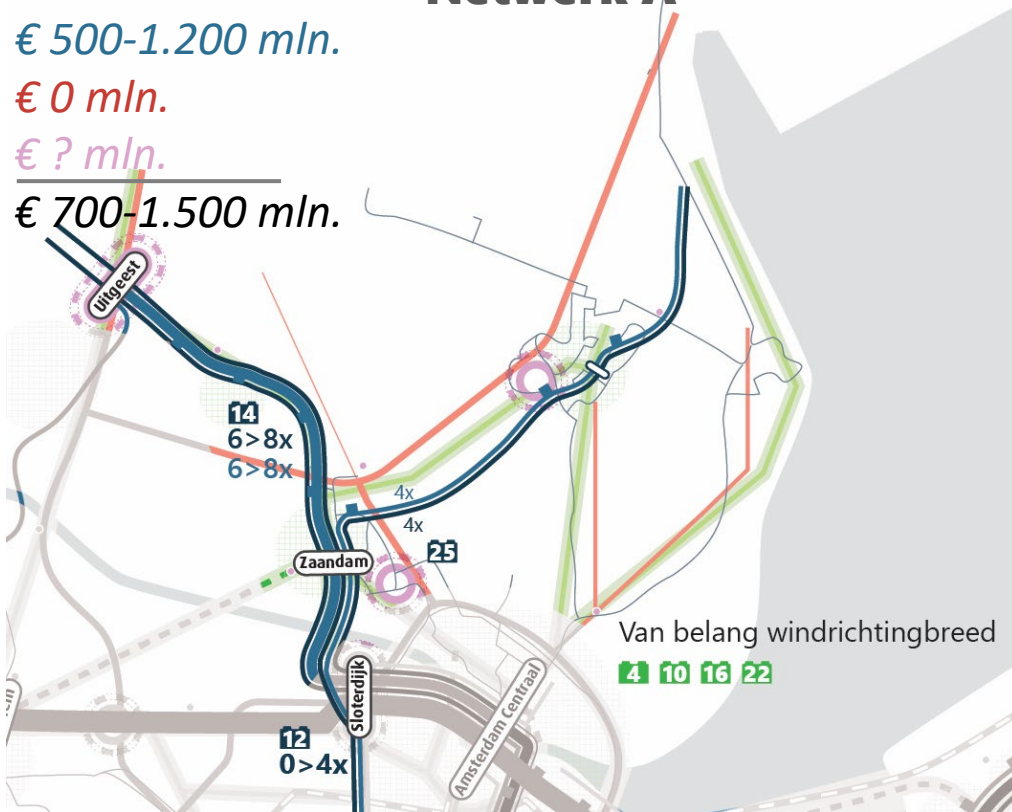 Netwerk A
€ 500-1.200 mln.
€ 0 mln.
€ ? mln.
€ 700-1.500 mln.
Uitgeest
14
6>8x
6>8x
4x
4x
25
Zaandam
Van belang windrichtingbreed
4 10 16 22
Sloterdijk
Amsterdam Centraal
12
0>4x